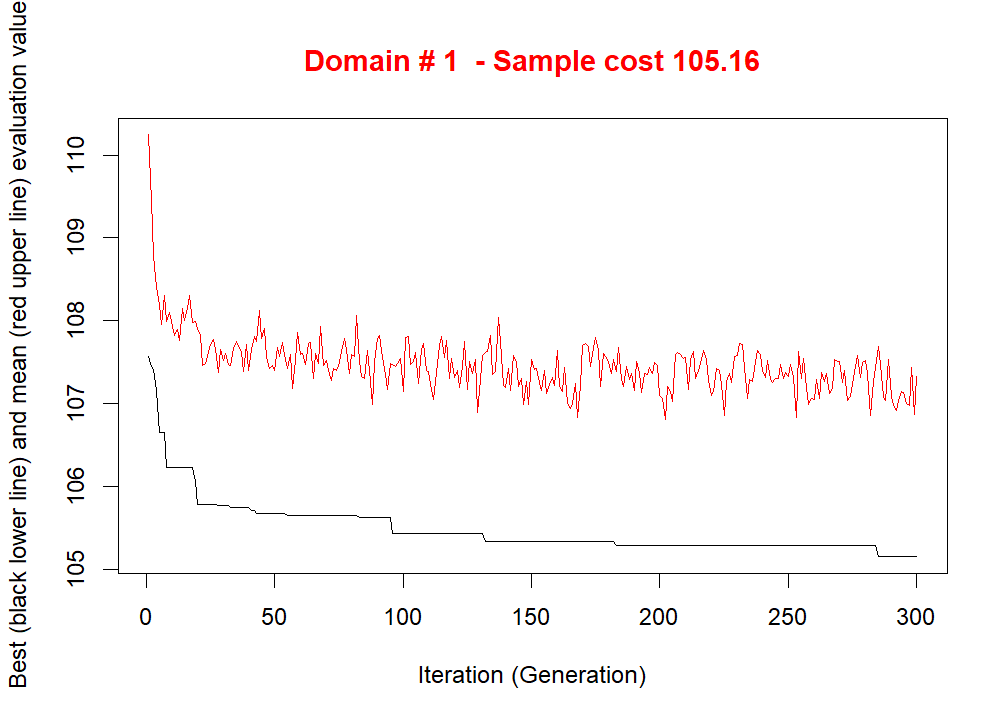 Domain # 1  - Sample cost 105.16
Best (black lower line) and mean (red upper line) evaluation value
110
109
108
107
106
105
0 50 100 150 200 250 300
Iteration (Generation)